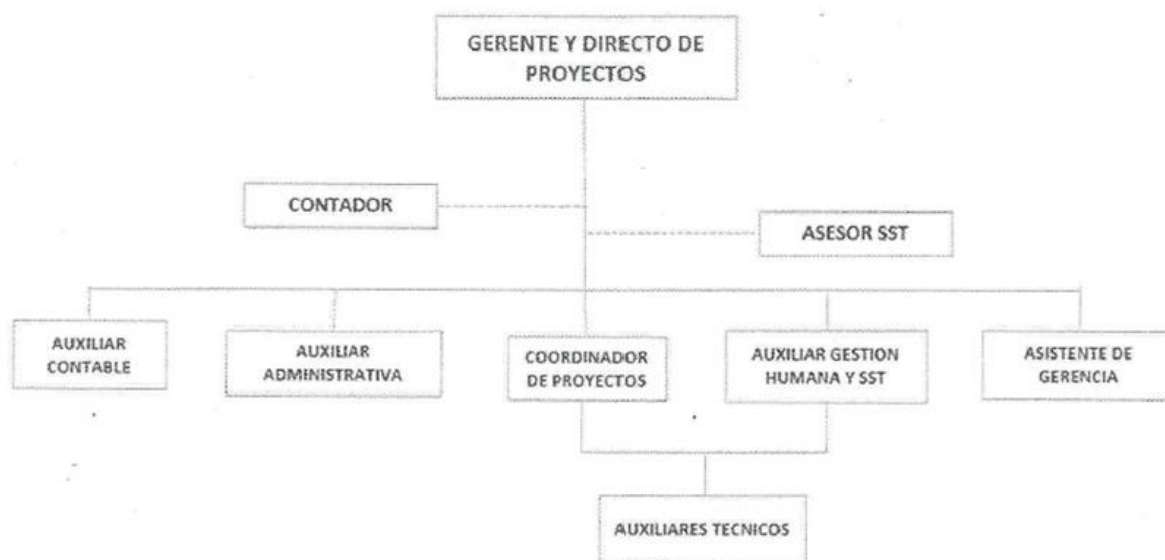 GERENTE Y DIRECTO DE
PROYECTOS
CONTADOR
ASESOR SST
AUXILIAR
CONTABLE
AUXILIAR
ADMINISTRATIVA
COORDINADOR
DE PROYECTOS
AUXILIAR GESTION
HUMANA Y SST
ASISTENTE DE
GERENCIA
AUXILIARES TECNICOS